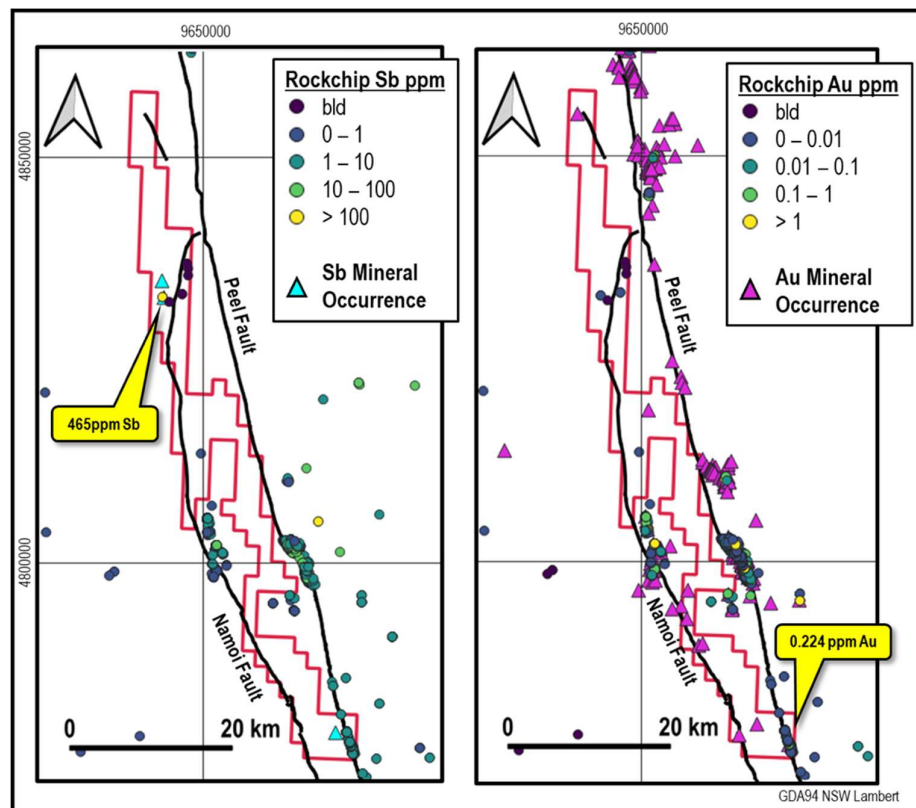 9650000
9650000
4850000
4800000
Rockchip Sb ppm
bld
0 – 1
1 – 10
10 – 100
> 100
Sb Mineral
Occurrence
465ppm Sb
Peel Fault
Namoi Fault
0
20 km
Rockchip Au ppm
bld
0 – 0.01
0.01 – 0.1
0.1 – 1
> 1
Au Mineral
Occurrence
Peel Fault
Namoi Fault
0.224 ppm Au
0
20 km
GDA94 NSW Lambert